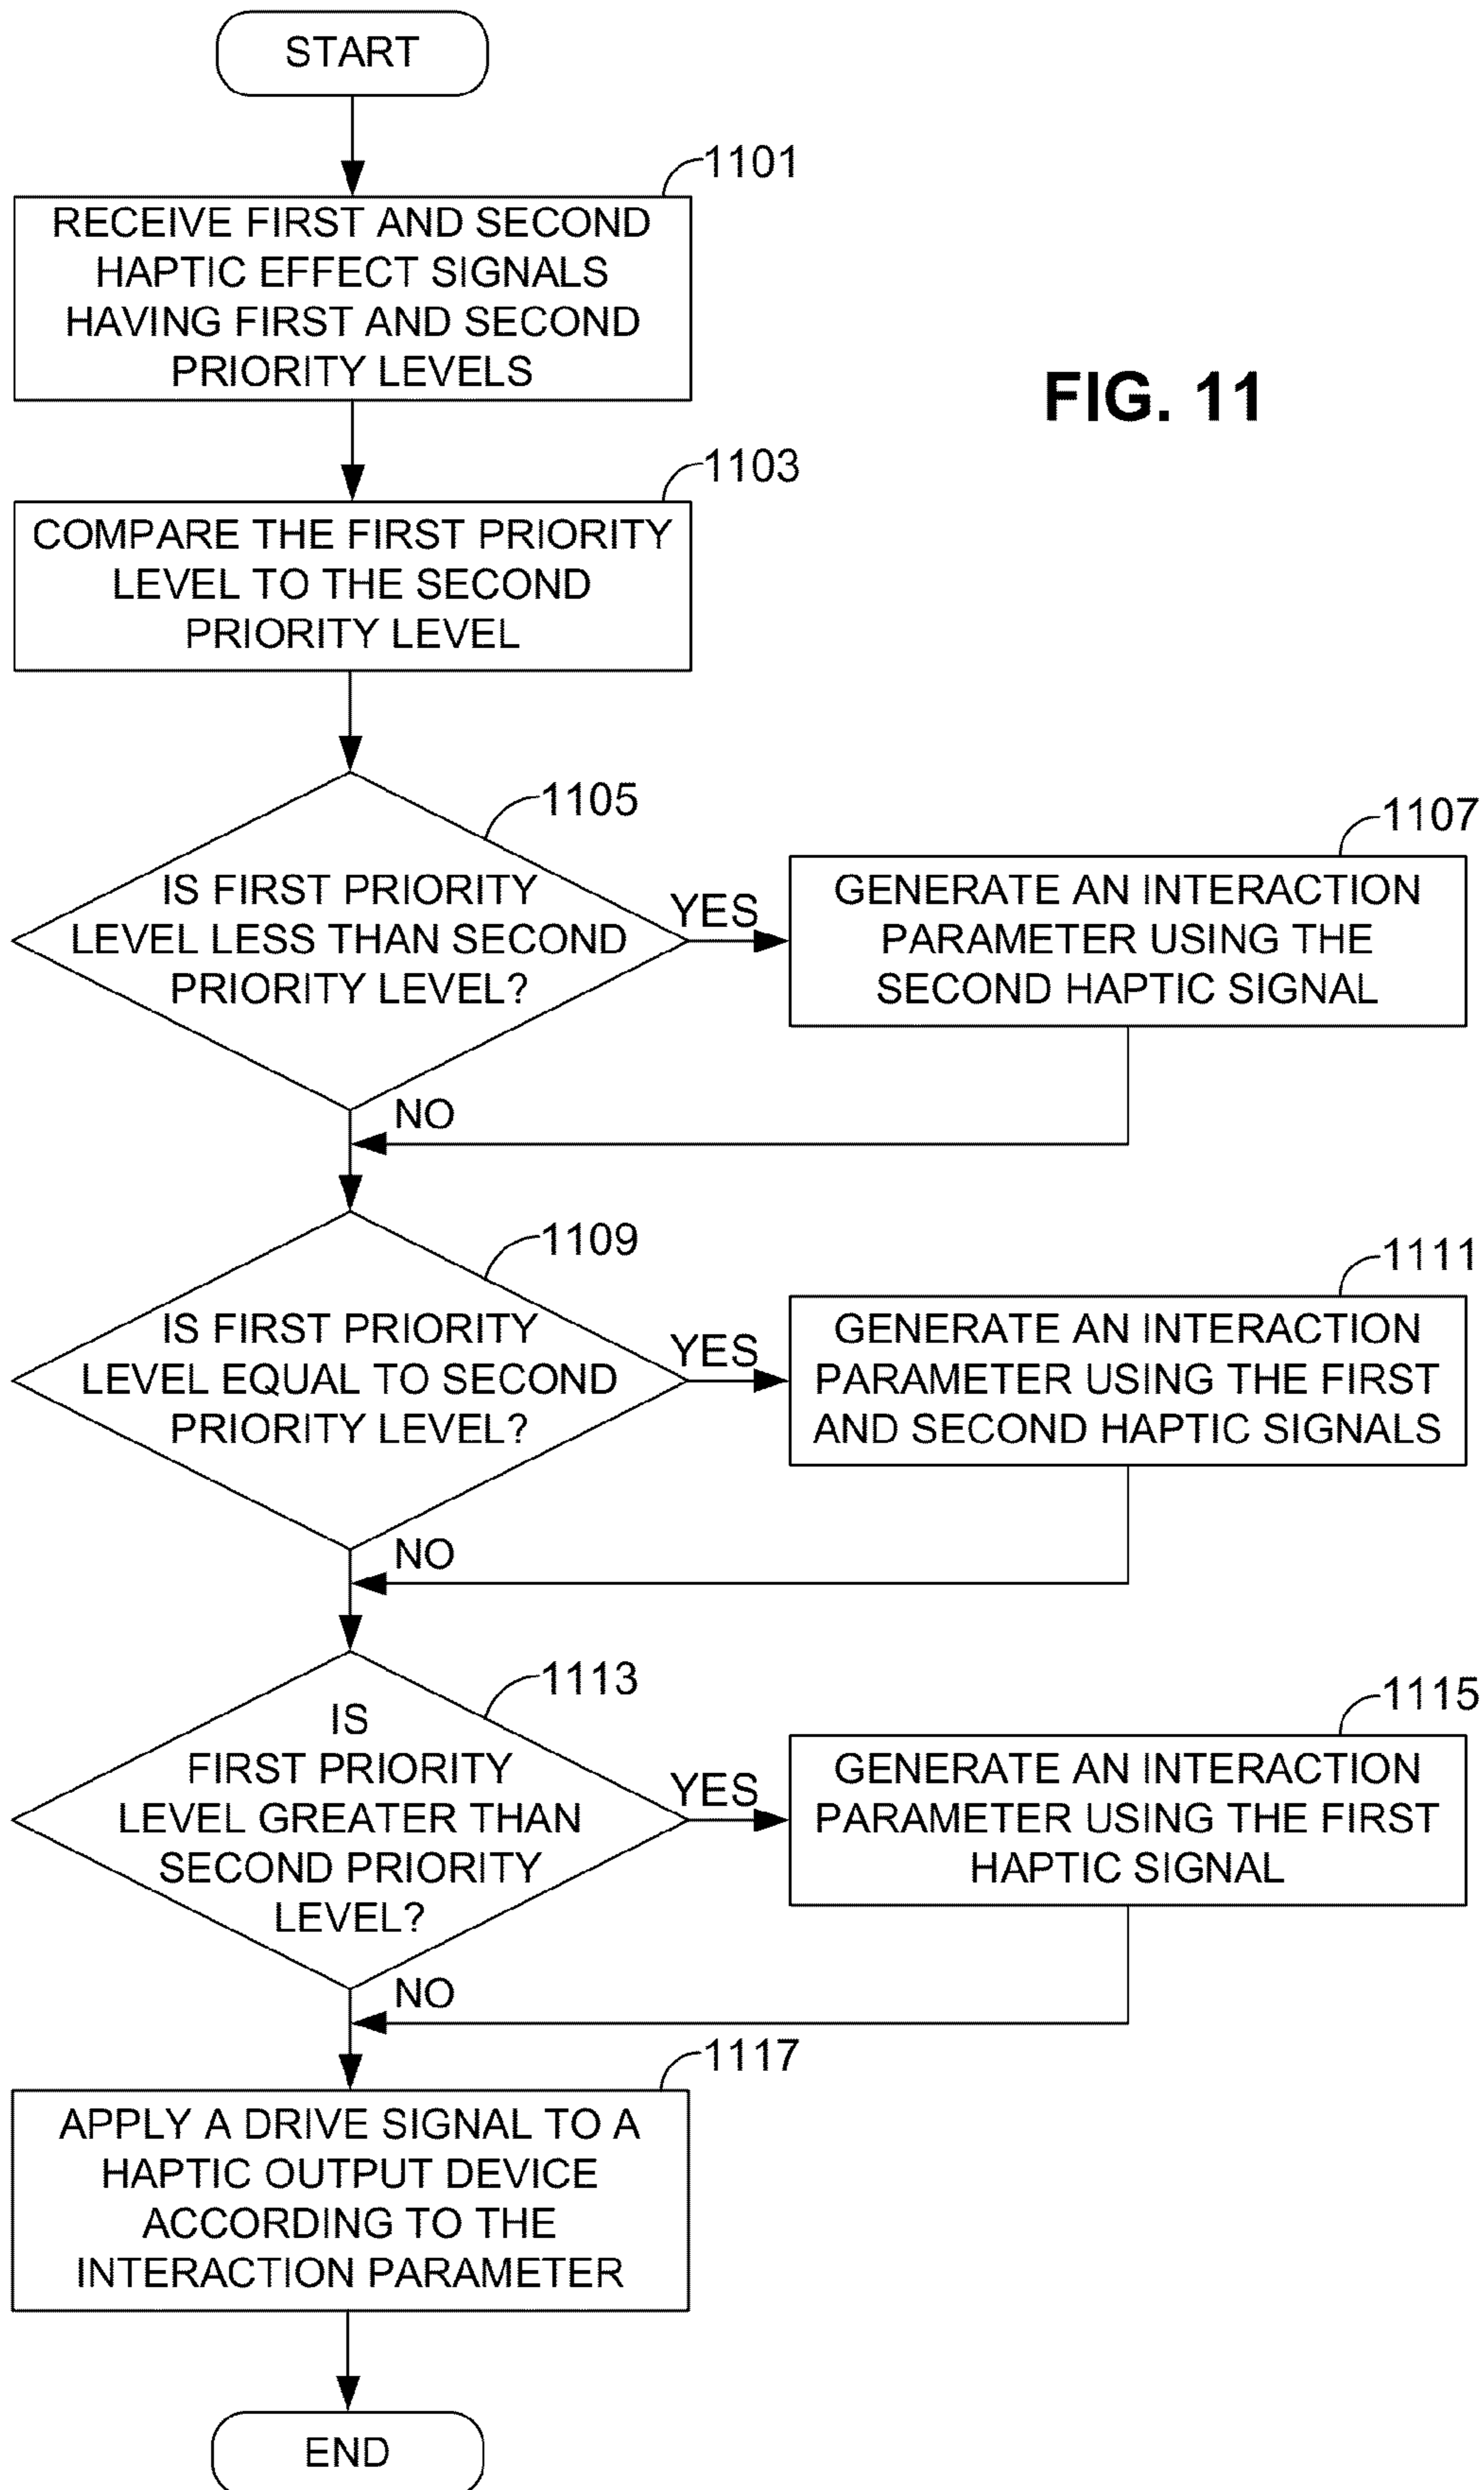 START
1101
RECEIVE FIRST AND SECOND
HAPTIC EFFECT SIGNALS
HAVING FIRST AND SECOND
PRIORITY LEVELS
FIG. 11
1103
COMPARE THE FIRST PRIORITY
LEVEL TO THE SECOND
PRIORITY LEVEL
1105
IS FIRST PRIORITY
LEVEL LESS THAN SECOND
PRIORITY LEVEL?
YES
1107
GENERATE AN INTERACTION
PARAMETER USING THE
SECOND HAPTIC SIGNAL
NO
1109
IS FIRST PRIORITY
LEVEL EQUAL TO SECOND
PRIORITY LEVEL?
YES
1111
GENERATE AN INTERACTION
PARAMETER USING THE FIRST
AND SECOND HAPTIC SIGNALS
NO
1113
IS
FIRST PRIORITY
LEVEL GREATER THAN
SECOND PRIORITY
LEVEL?
YES
1115
GENERATE AN INTERACTION
PARAMETER USING THE FIRST
HAPTIC SIGNAL
NO
1117
APPLY A DRIVE SIGNAL TO A
HAPTIC OUTPUT DEVICE
ACCORDING TO THE
INTERACTION PARAMETER
END